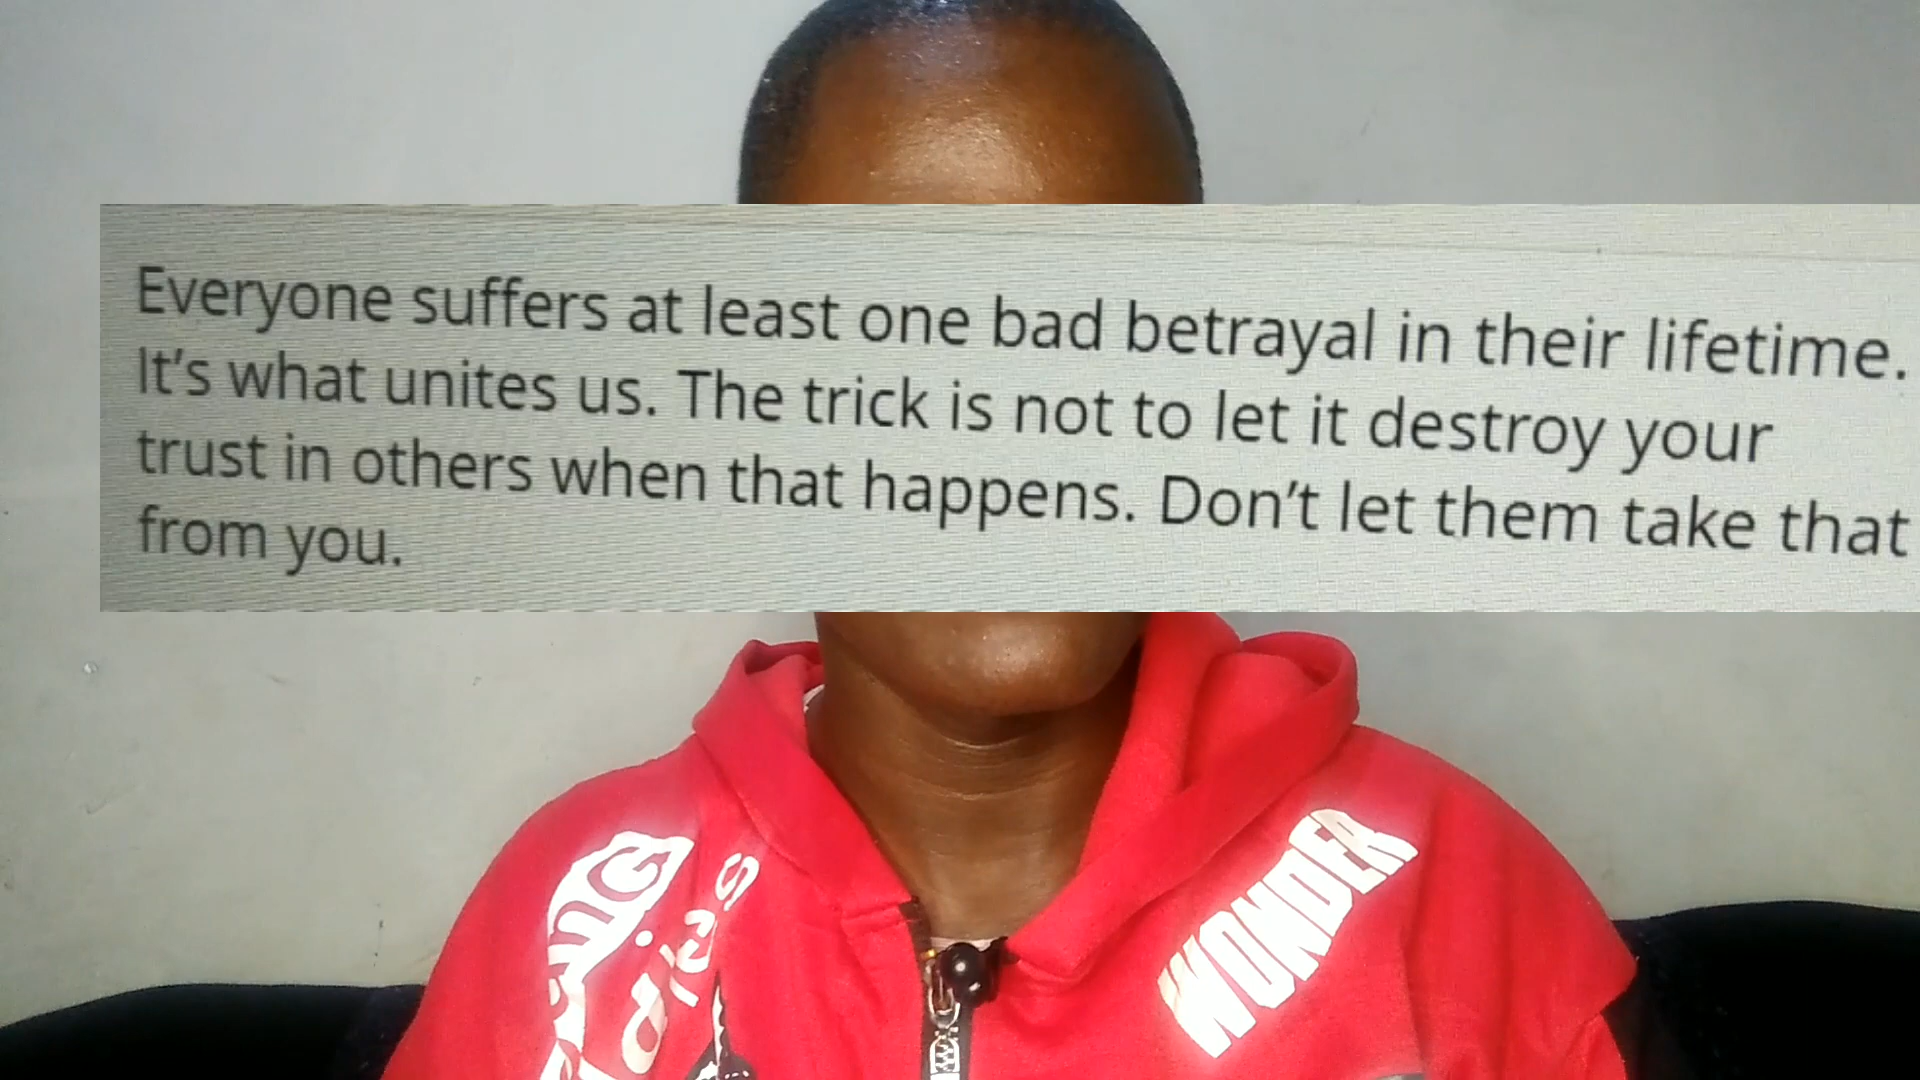 Everyone suffers at least one bad betrayal in their lifetime.
It's what unites us. The trick is not to let it destroy your
trust in others when that happens. Don't let them take that
from you.
WONDER